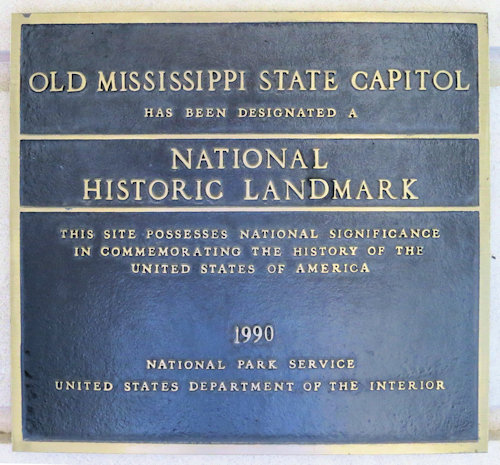 OLD MISSISSIPPI STATE CAPITOL
HAS BEEN DESIGNATED A
NATIONAL
HISTORIC LANDMARK
THIS SITE POSSESSES NATIONAL SIGNIFICANCE
IN COMMEMORATING THE HISTORY OF THE
UNITED STATES OF AMERICA
1990
NATIONAL PARK SERVICE
UNITED STATES DEPARTMENT OF THE INTERIOR